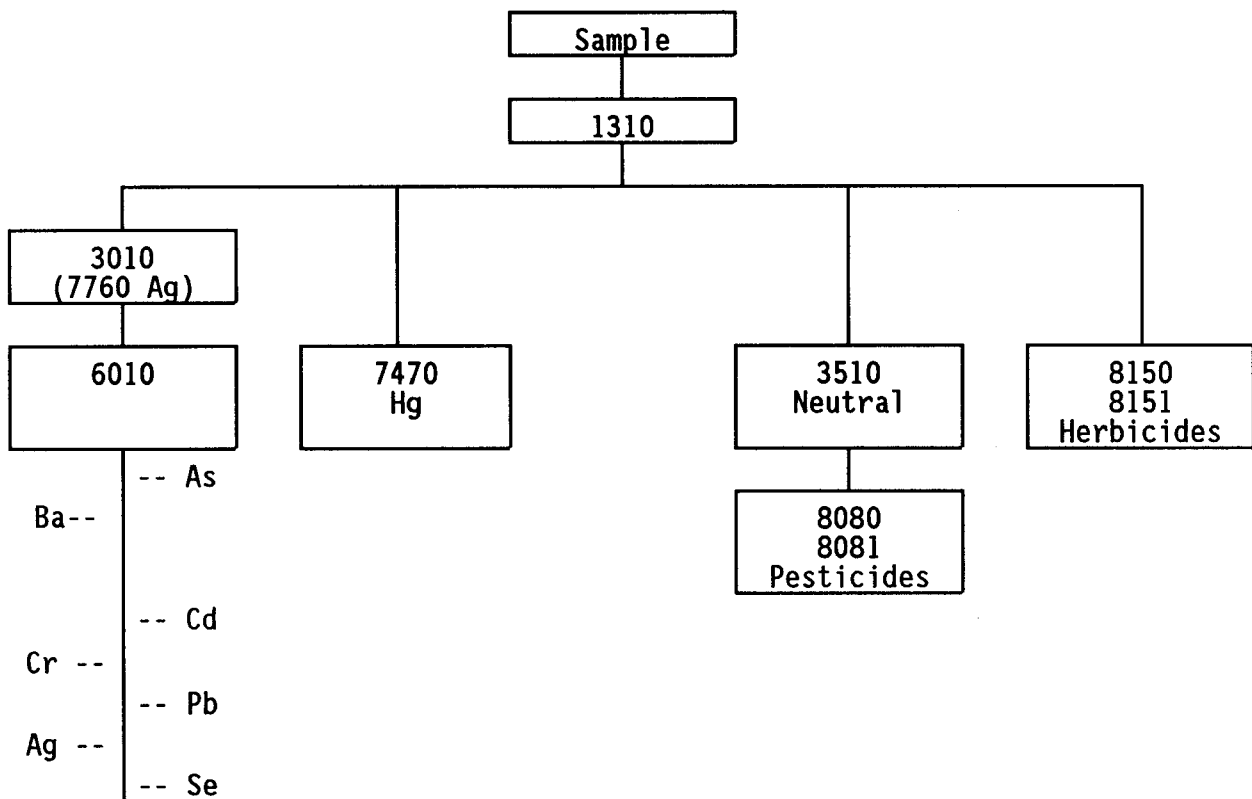 Sample
1310
3010
(7760 Ag)
6010
7470
Hg
3510
Neutral
8150
8151
Herbicides
8080
8081
Pesticides
-- As
Ba--
-- Cd
Cr --
-- Pb
Ag --
-- Se